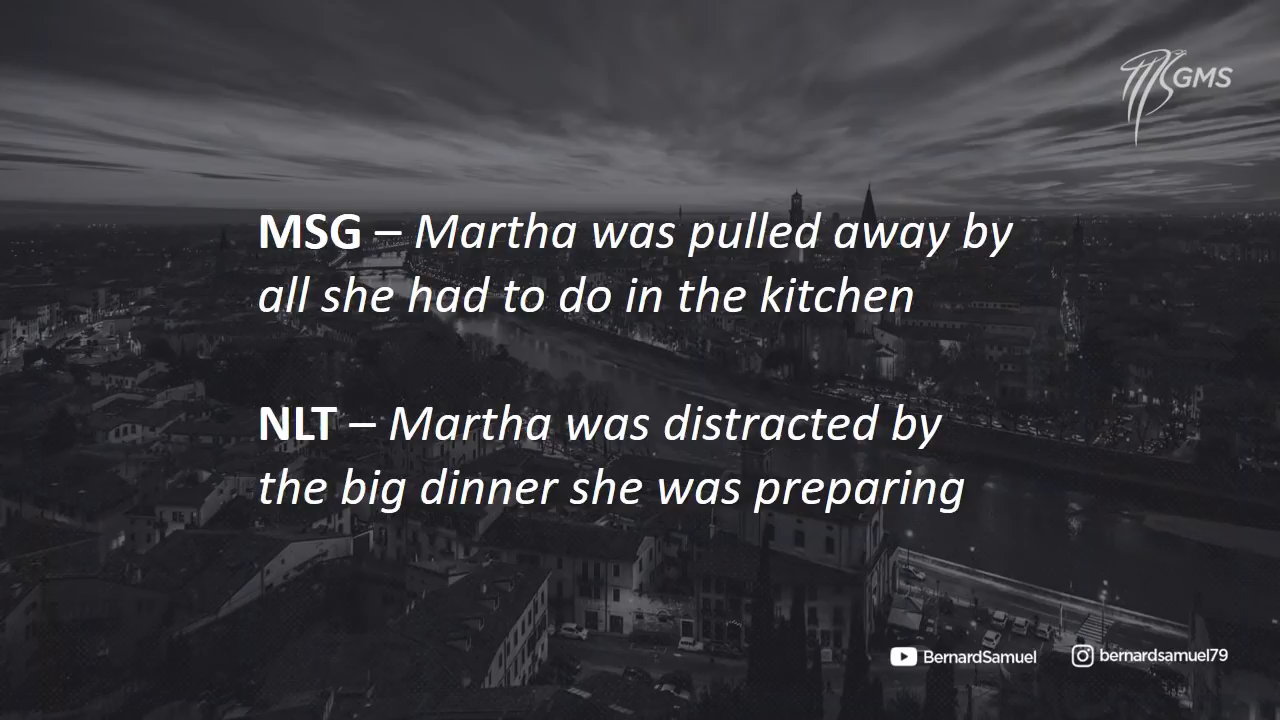 GMS
MSG – Martha was pulled away by
all she had to do in the kitchen
NLT – Martha was distracted by
the big dinner she was preparing
BernardSamuel
bernardsamuel79